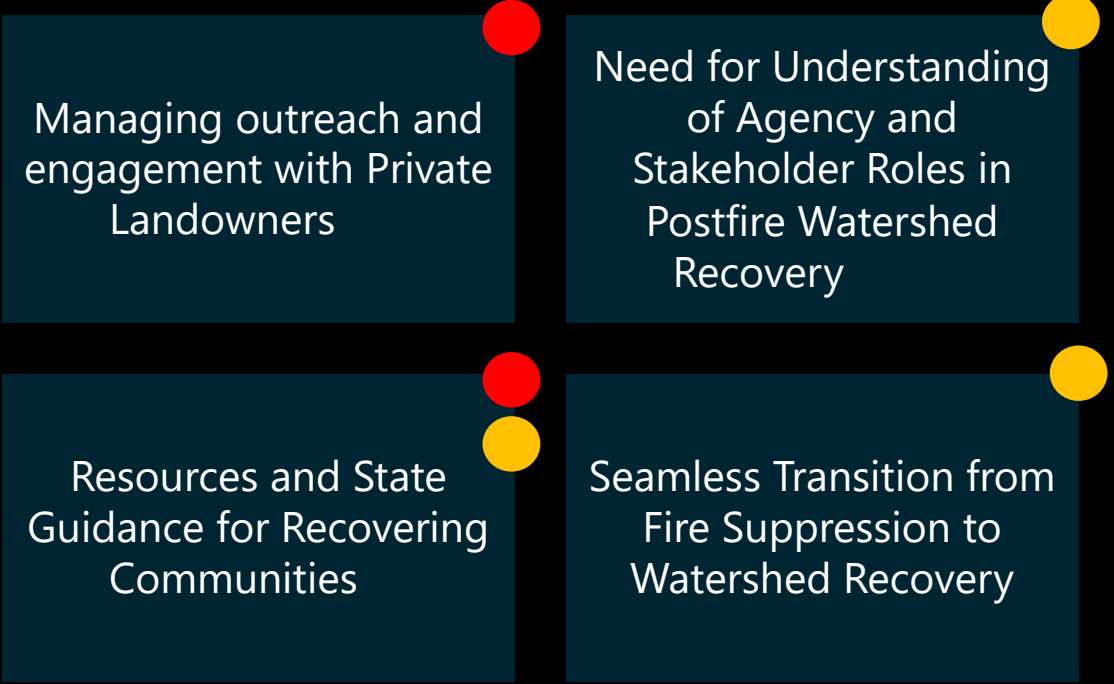 Managing outreach and
engagement with Private
Landowners
Need for Understanding
of Agency and
Stakeholder Roles in
Postfire Watershed
Recovery
Resources and State
Guidance for Recovering
Communities
Seamless Transition from
Fire Suppression to
Watershed Recovery